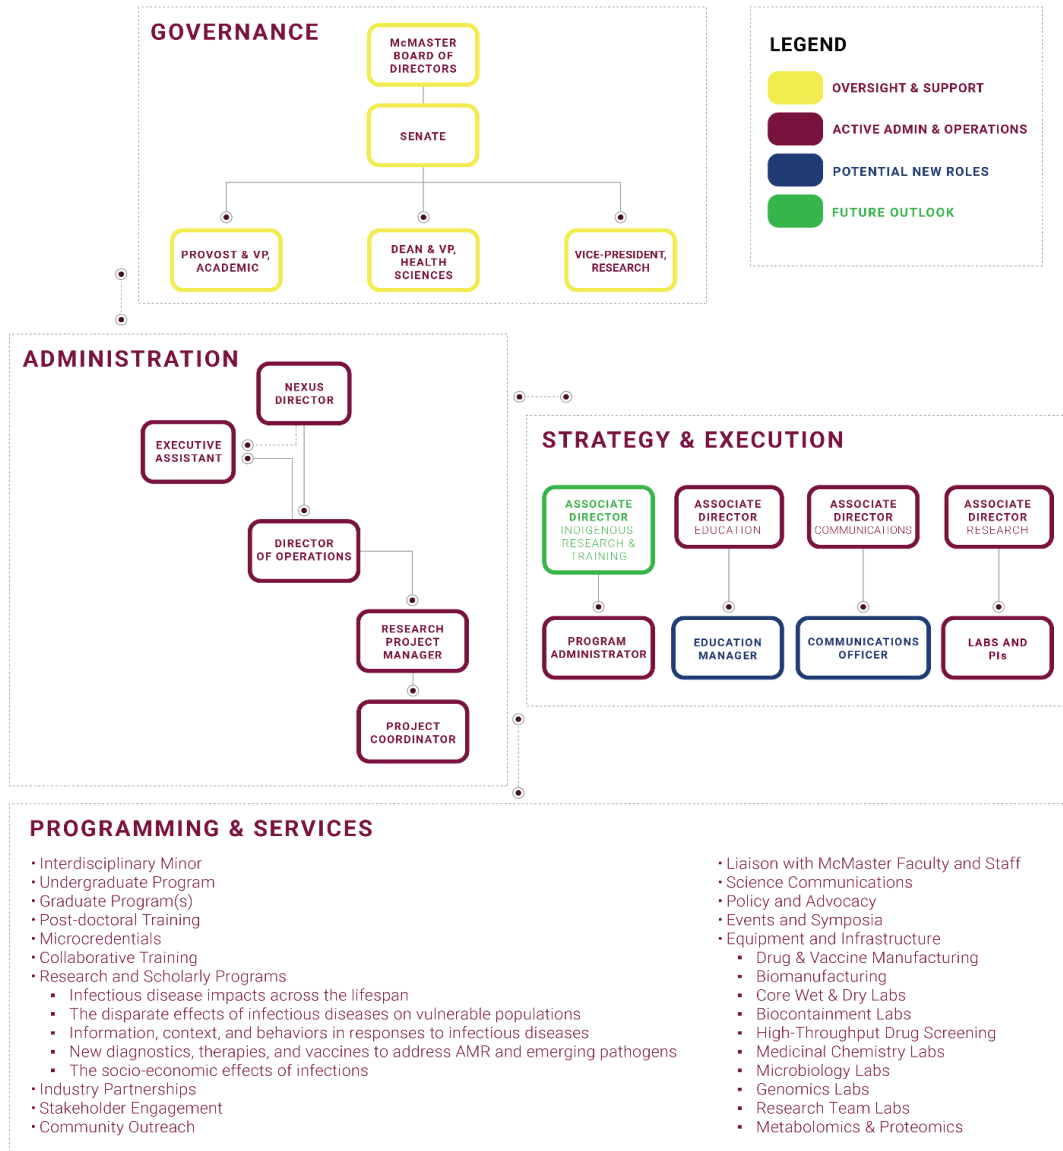 GOVERNANCE
McMASTER
BOARD OF
DIRECTORS
SENATE
PROVOST & VP,
ACADEMIC
DEAN & VP,
HEALTH
SCIENCES
VICE-PRESIDENT,
RESEARCH
LEGEND
OVERSIGHT & SUPPORT
ACTIVE ADMIN & OPERATIONS
POTENTIAL NEW ROLES
FUTURE OUTLOOK
ADMINISTRATION
NEXUS
DIRECTOR
EXECUTIVE
ASSISTANT
DIRECTOR
OF OPERATIONS
RESEARCH
PROJECT
MANAGER
PROJECT
COORDINATOR
STRATEGY & EXECUTION
ASSOCIATE
DIRECTOR
INDIGENOUS
RESEARCH &
TRAINING
ASSOCIATE
DIRECTOR
EDUCATION
ASSOCIATE
DIRECTOR
COMMUNICATIONS
ASSOCIATE
DIRECTOR
RESEARCH
PROGRAM
ADMINISTRATOR
EDUCATION
MANAGER
COMMUNICATIONS
OFFICER
LABS AND
PIs
PROGRAMMING & SERVICES
• Interdisciplinary Minor
• Undergraduate Program
• Graduate Program(s)
• Post-doctoral Training
• Microcredentials
• Collaborative Training
• Research and Scholarly Programs
▪ Infectious disease impacts across the lifespan
▪ The disparate effects of infectious diseases on vulnerable populations
▪ Information, context, and behaviors in responses to infectious diseases
▪ New diagnostics, therapies, and vaccines to address AMR and emerging pathogens
▪ The socio-economic effects of infections
• Industry Partnerships
• Stakeholder Engagement
• Community Outreach
• Liaison with McMaster Faculty and Staff
• Science Communications
• Policy and Advocacy
• Events and Symposia
• Equipment and Infrastructure
▪ Drug & Vaccine Manufacturing
▪ Biomanufacturing
▪ Core Wet & Dry Labs
▪ Biocontainment Labs
▪ High-Throughput Drug Screening
▪ Medicinal Chemistry Labs
▪ Microbiology Labs
▪ Genomics Labs
▪ Research Team Labs
▪ Metabolomics & Proteomics